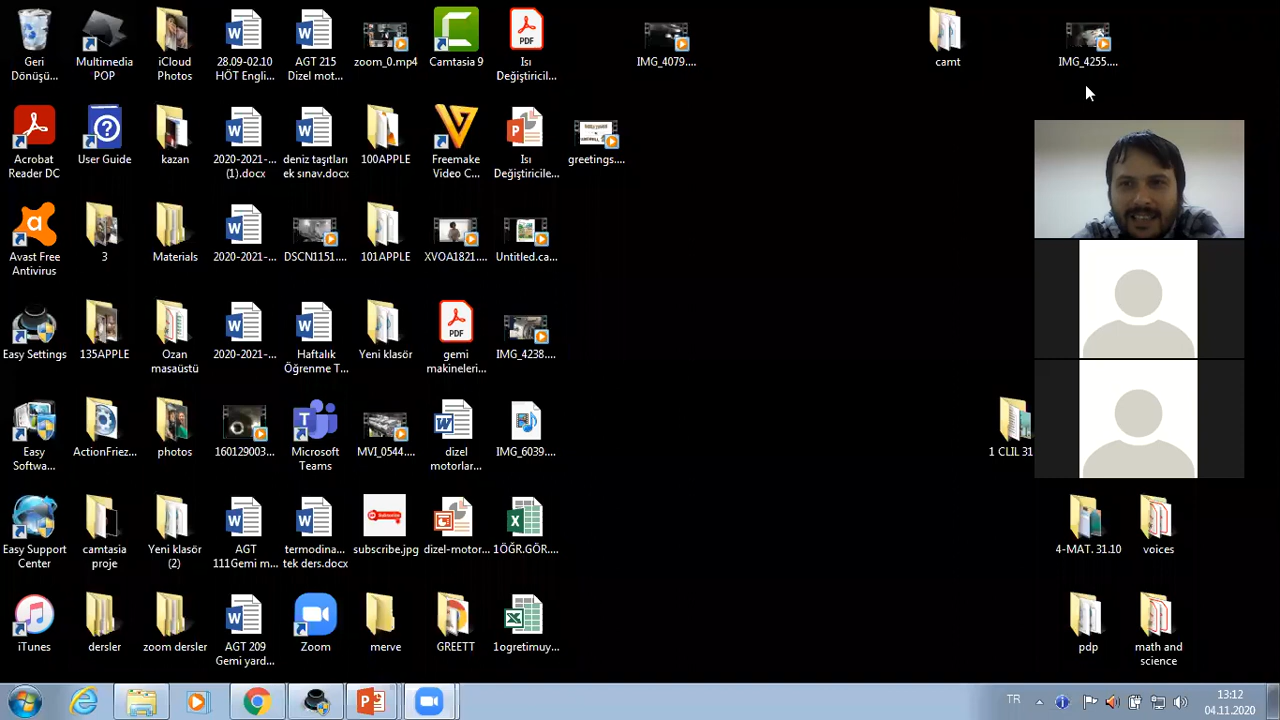 Geri
Dönüşü...
Multimedia
POP
iCloud
Photos
28.09-02.10
HÖT Engli...
AGT 215
Dizel mot...
zoom_0.mp4
Camtasia 9
PDF
Isı
Değiştiricil...
IMG_4079....
camt
IMG_4255....
Acrobat
Reader DC
User Guide
kazan
2020-2021-...
(1).docx
deniz taşıtları
ek sınav.docx
100APPLE
Freemake
Video C...
Isı
Değiştiricile...
greetings....
Avast Free
Antivirus
3
Materials
2020-2021-...
DSCN1151....
101APPLE
XVOA1821....
Untitled.ca...
Easy Settings
135APPLE
Ozan
masaüstü
2020-2021-...
Haftalık
Öğrenme T...
Yeni klasör
PDF
gemi
makineleri...
IMG_4238....
Easy
Softwa...
ActionFriez...
photos
160129003...
Microsoft
Teams
MVI_0544....
dizel
motorlar...
IMG_6039....
1 CLIL 31
Easy Support
Center
camtasia
proje
Yeni klasör
(2)
AGT
111Gemi m...
termodina...
tek ders.docx
subscribe.jpg
dizel-motor...
1ÖĞR.GÖR....
4-MAT. 31.10
voices
iTunes
dersler
zoom dersler
AGT 209
Gemi yard...
Zoom
merve
GREETT
1ogretimuy...
pdp
math and
science
TR
13:12
04.11.2020